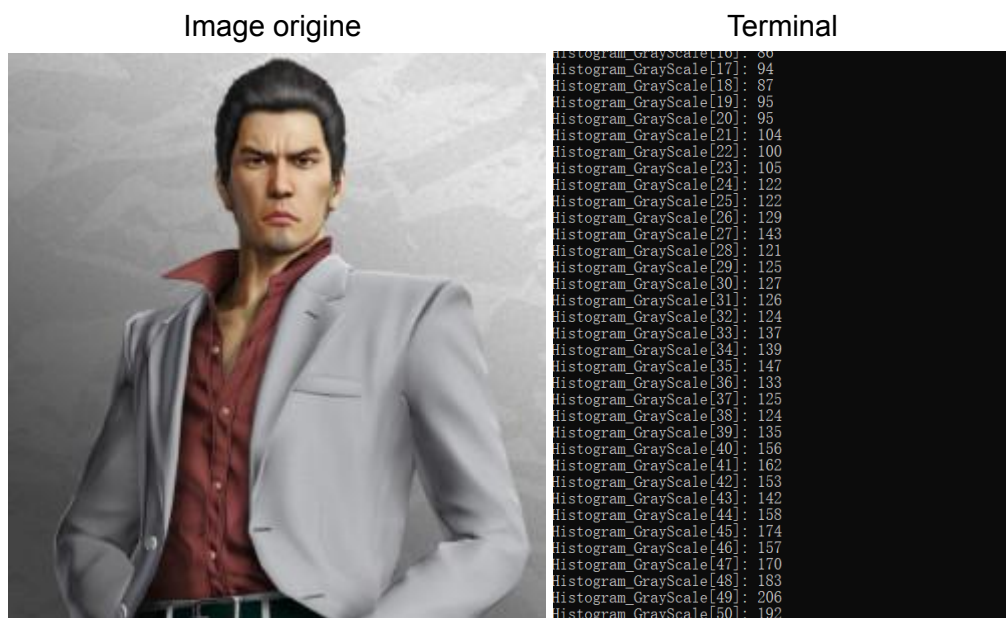 Image origine
Terminal
Histogram_GrayScale[16]: 86
Histogram_GrayScale[17]: 94
Histogram_GrayScale[18]: 87
Histogram_GrayScale[19]: 95
Histogram_GrayScale[20]: 95
Histogram_GrayScale[21]: 104
Histogram_GrayScale[22]: 100
Histogram_GrayScale[23]: 105
Histogram_GrayScale[24]: 122
Histogram_GrayScale[25]: 122
Histogram_GrayScale[26]: 129
Histogram_GrayScale[27]: 143
Histogram_GrayScale[28]: 121
Histogram_GrayScale[29]: 125
Histogram_GrayScale[30]: 127
Histogram_GrayScale[31]: 126
Histogram_GrayScale[32]: 124
Histogram_GrayScale[33]: 137
Histogram_GrayScale[34]: 139
Histogram_GrayScale[35]: 147
Histogram_GrayScale[36]: 133
Histogram_GrayScale[37]: 125
Histogram_GrayScale[38]: 124
Histogram_GrayScale[39]: 135
Histogram_GrayScale[40]: 156
Histogram_GrayScale[41]: 162
Histogram_GrayScale[42]: 153
Histogram_GrayScale[43]: 142
Histogram_GrayScale[44]: 158
Histogram_GrayScale[45]: 174
Histogram_GrayScale[46]: 157
Histogram_GrayScale[47]: 170
Histogram_GrayScale[48]: 183
Histogram_GrayScale[49]: 206
Histogram_GrayScale[50]: 192